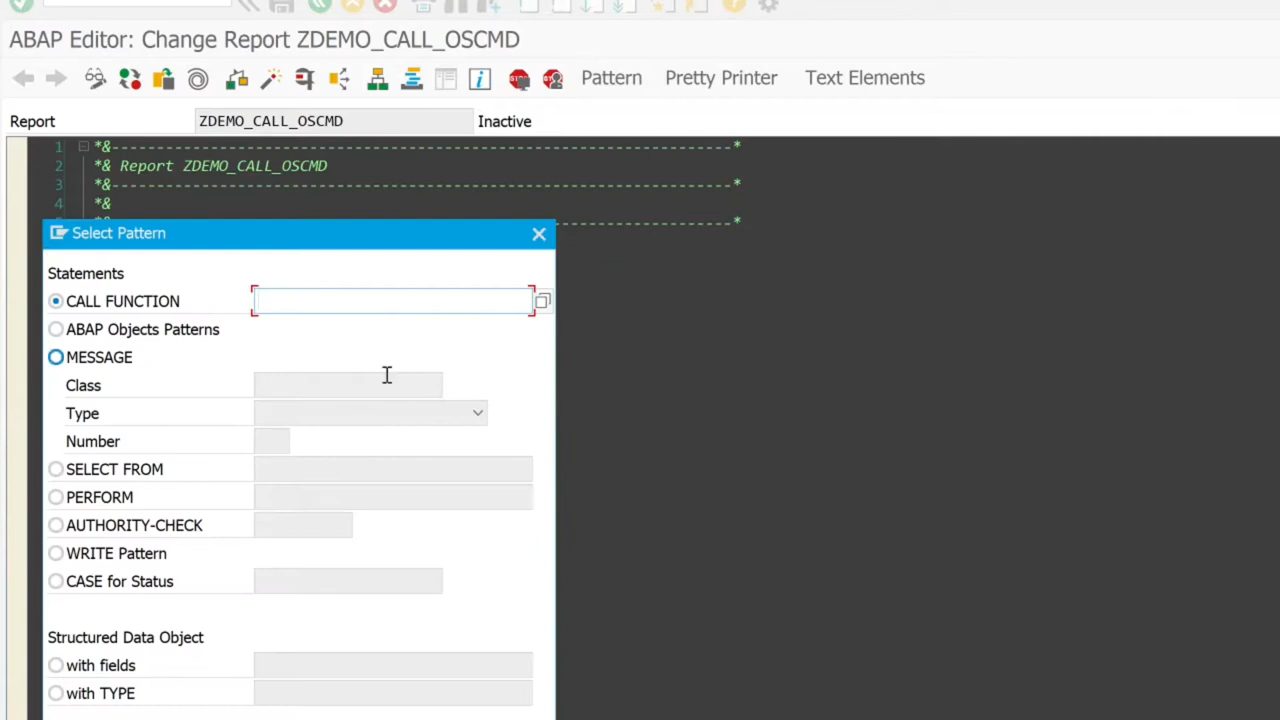 ABAP Editor: Change Report ZDEMO_CALL_OSCMD
Pattern Pretty Printer Text Elements
Report ZDEMO_CALL_OSCMD Inactive
1 *&---------------------------------------------------------------------*
2 *& Report ZDEMO_CALL_OSCMD
3 *&---------------------------------------------------------------------*
4 *&
Select Pattern
Statements
CALL FUNCTION
ABAP Objects Patterns
MESSAGE
Class
Type
Number
SELECT FROM
PERFORM
AUTHORITY-CHECK
WRITE Pattern
CASE for Status
Structured Data Object
with fields
with TYPE